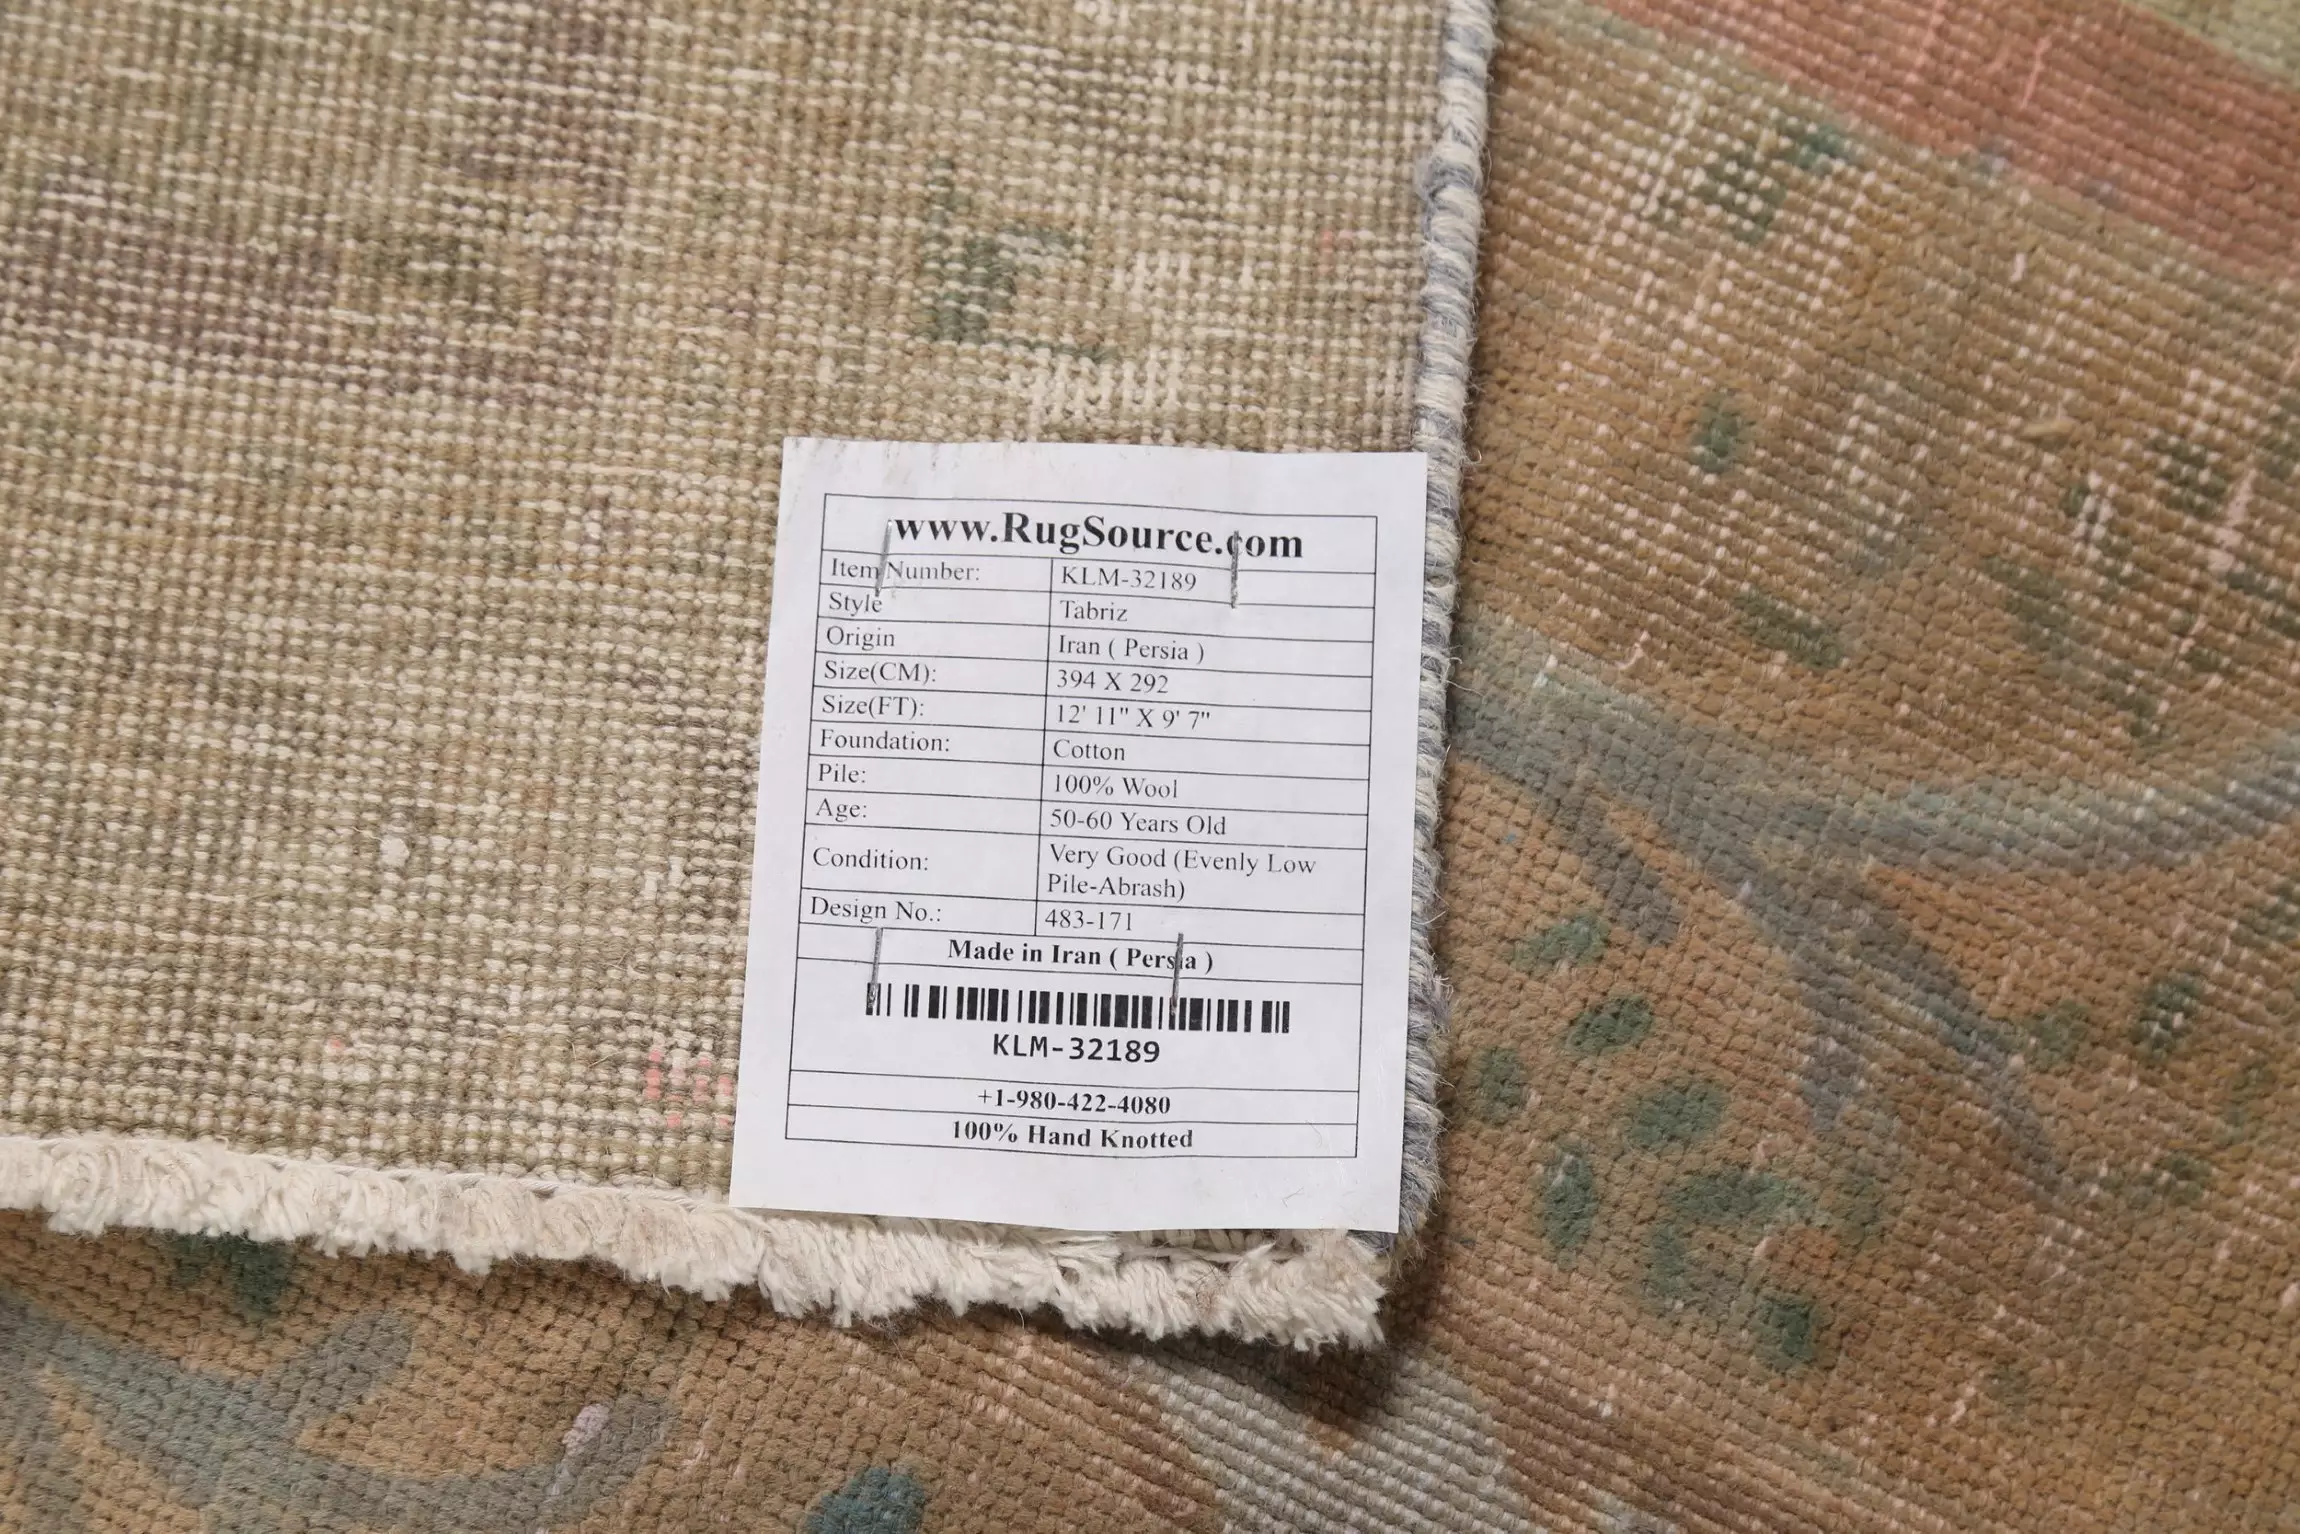 www.RugSource.com
Item Number: KLM-32189
Style Tabriz
Origin Iran ( Persia )
Size(CM): 394 X 292
Size(FT): 12' 11" X 9' 7"
Foundation: Cotton
Pile: 100% Wool
Age: 50-60 Years Old
Condition: Very Good (Evenly Low
Pile-Abrash)
Design No.: 483-171
Made in Iran ( Persia )
KLM-32189
+1-980-422-4080
100% Hand Knotted